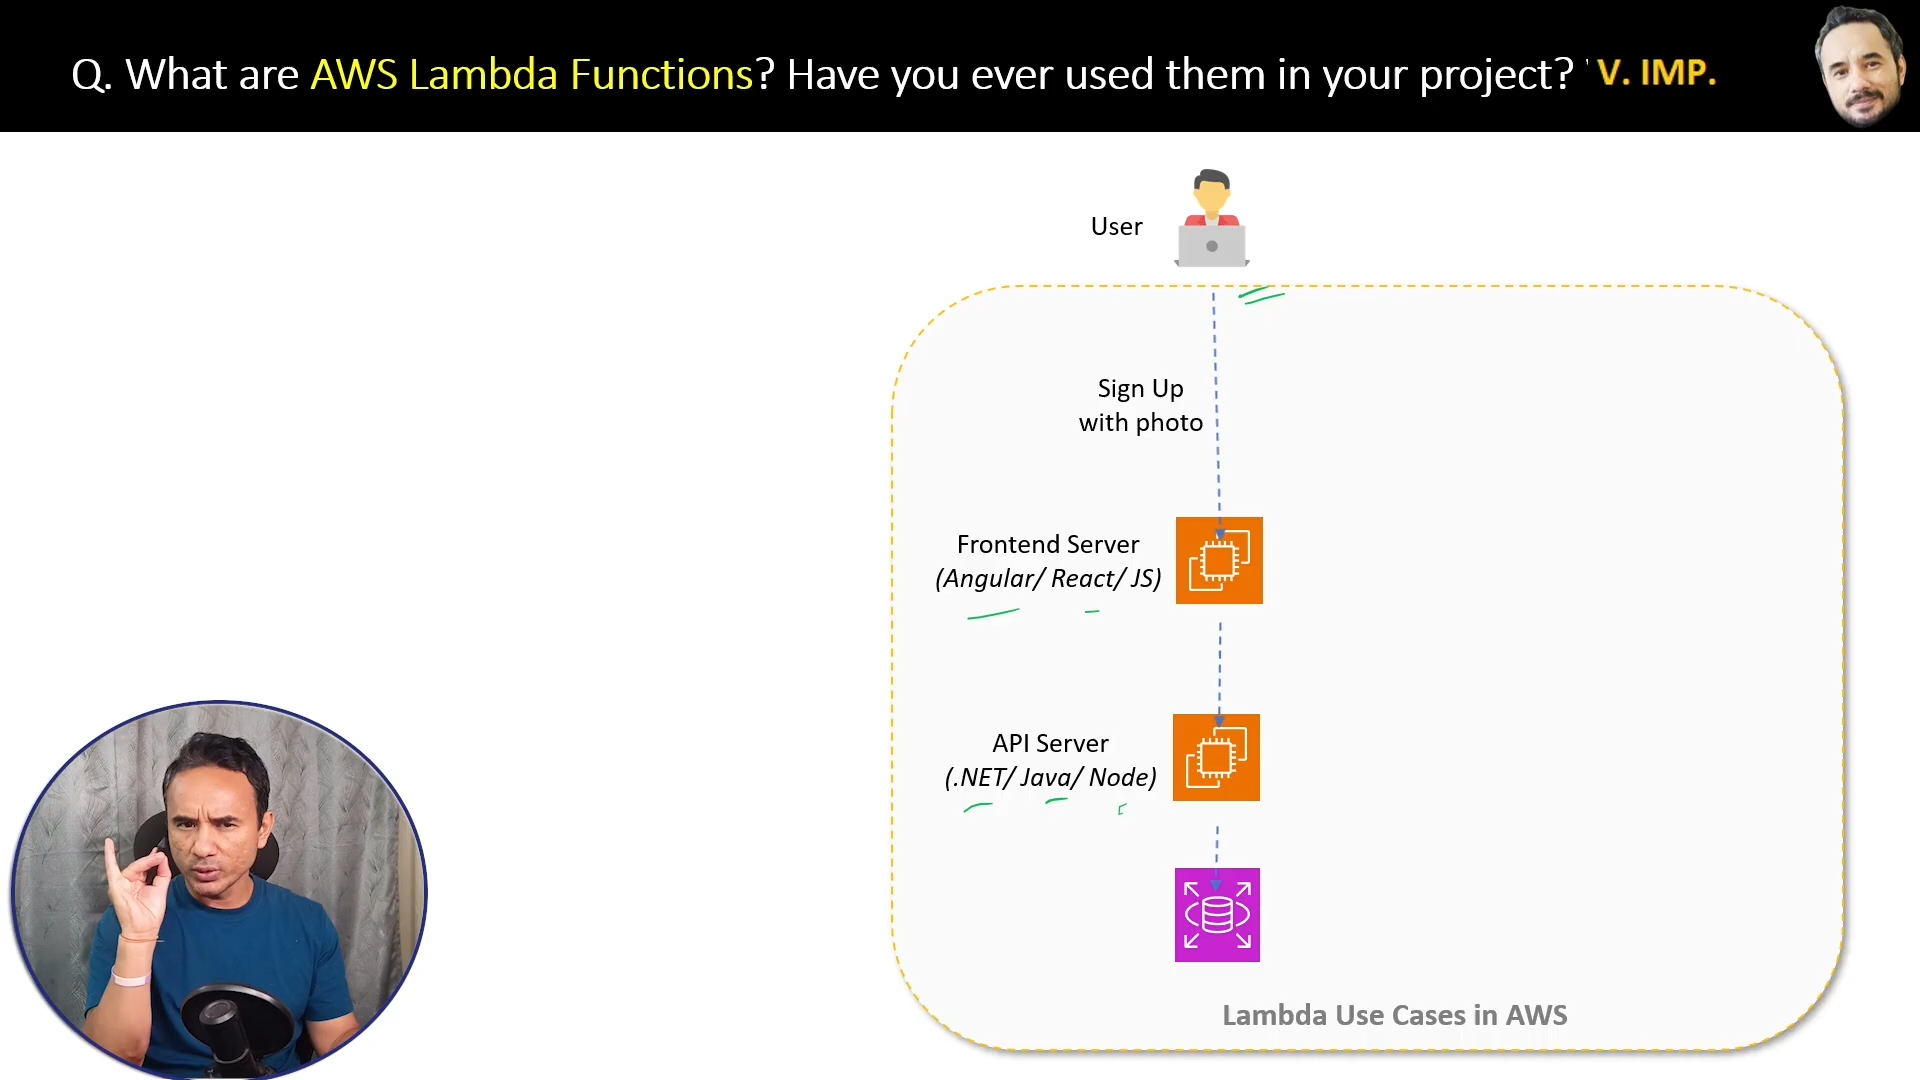 Q. What are AWS Lambda Functions? Have you ever used them in your project? V. IMP.
User
Sign Up
with photo
Frontend Server
(Angular/ React/ JS)
API Server
(.NET/ Java/ Node)
Lambda Use Cases in AWS